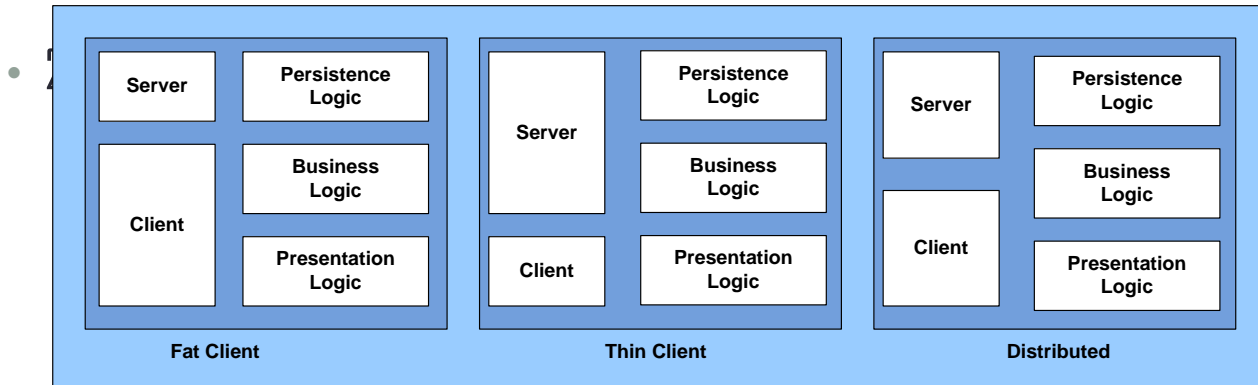 Server
Persistence
Logic
Client
Business
Logic
Presentation
Logic
Fat Client
Server
Persistence
Logic
Business
Logic
Client
Presentation
Logic
Thin Client
Server
Persistence
Logic
Business
Logic
Client
Presentation
Logic
Distributed